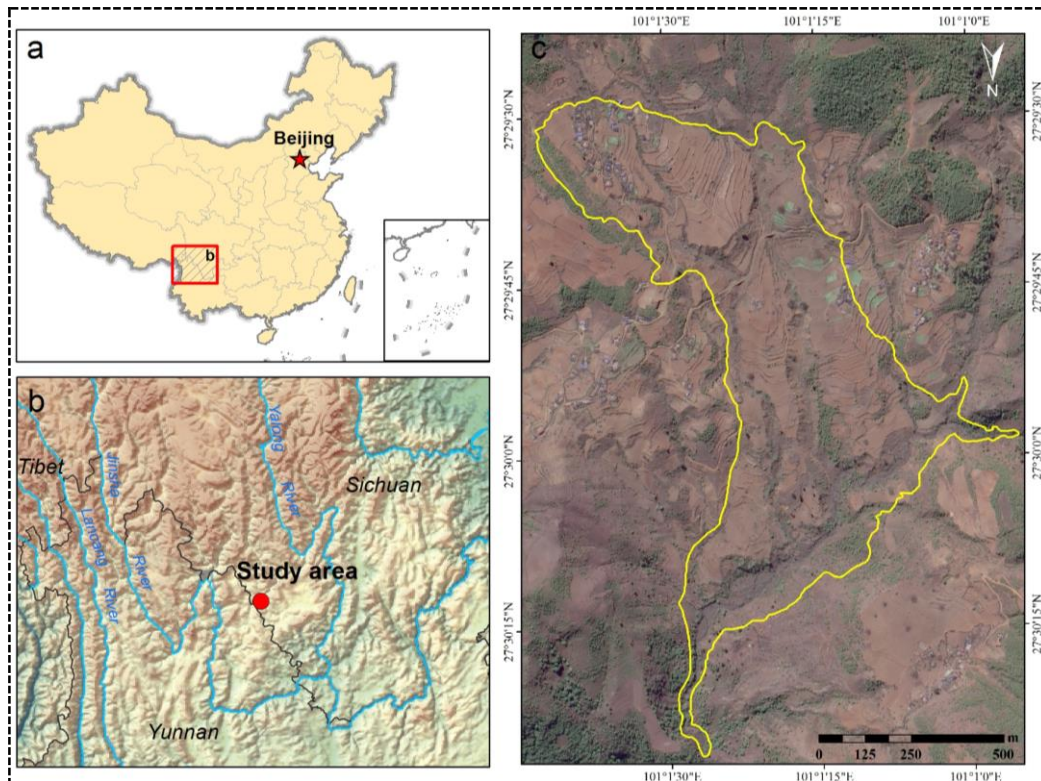 a
Beijing
b
b
Tibet
Jinsha
River
Lancang
River
Yalong
River
Sichuan
Study area
Yunnan
c
101°1'30"E
101°1'15"E
101°1'0"E
N
27°29'30"N
27°29'30"N
27°29'45"N
27°29'45"N
27°30'0"N
27°30'0"N
27°30'15"N
27°30'15"N
m
0
125
250
500
101°1'30"E
101°1'15"E
101°1'0"E